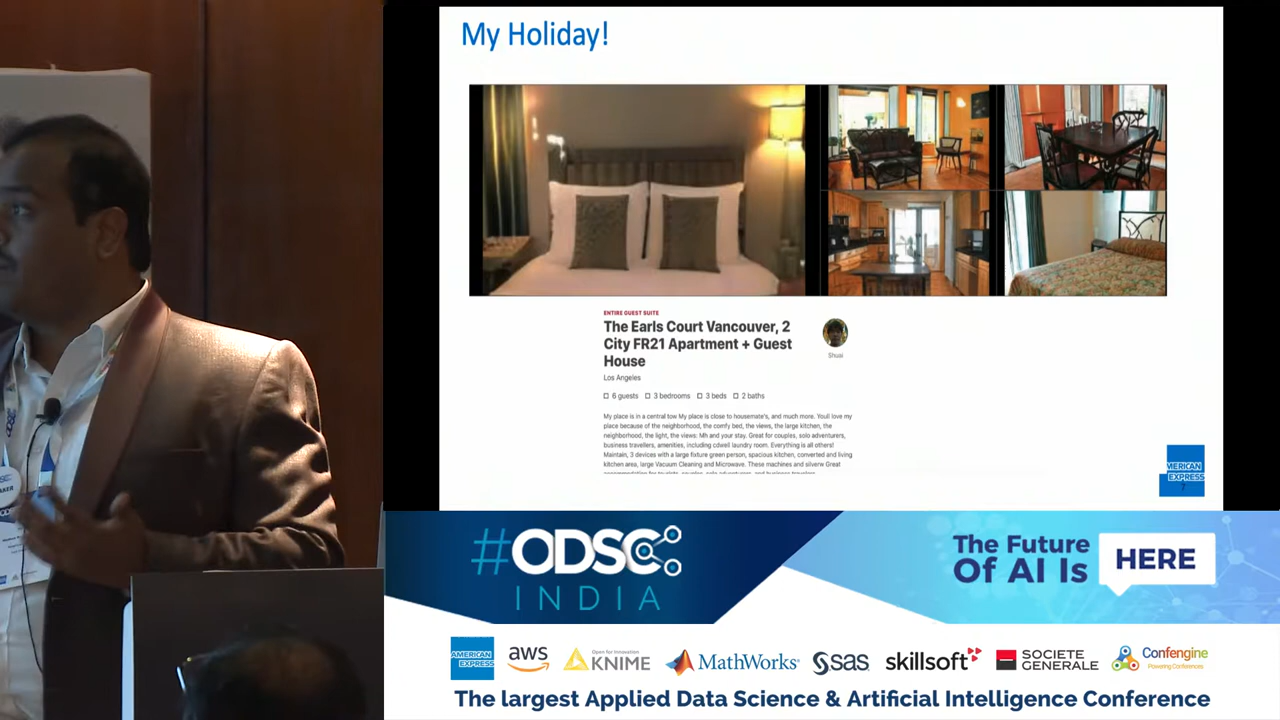 My Holiday!
ENTIRE GUEST SUITE
The Earls Court Vancouver, 2
City FR21 Apartment + Guest
House
Shuai
Los Angeles
6 guests 3 bedrooms 3 beds 2 baths
My place is in a central tow My place is close to housemate's, and much more. Youll love my
place because of the neighborhood, the comfy bed, the views, the large kitchen, the
neighborhood, the light, the views: Mh and your stay. Great for couples, solo adventurers,
business travellers, amenities, including cdwell laundry room. Everything is all others!
Maintain, 3 devices with a large fixture green person, spacious kitchen, converted and living
kitchen area, large Vacuum Cleaning and Microwave. These machines and silverw Great
AMERICAN
EXPRESS
7
#ODSC
INDIA
The Future
Of AI Is
HERE
AMERICAN
EXPRESS
aws
Open for Innovation
KNIME
MathWorks
sas
skillsoft
SOCIETE
GENERALE
Confengine
Powering Conferences
The largest Applied Data Science & Artificial Intelligence Conference